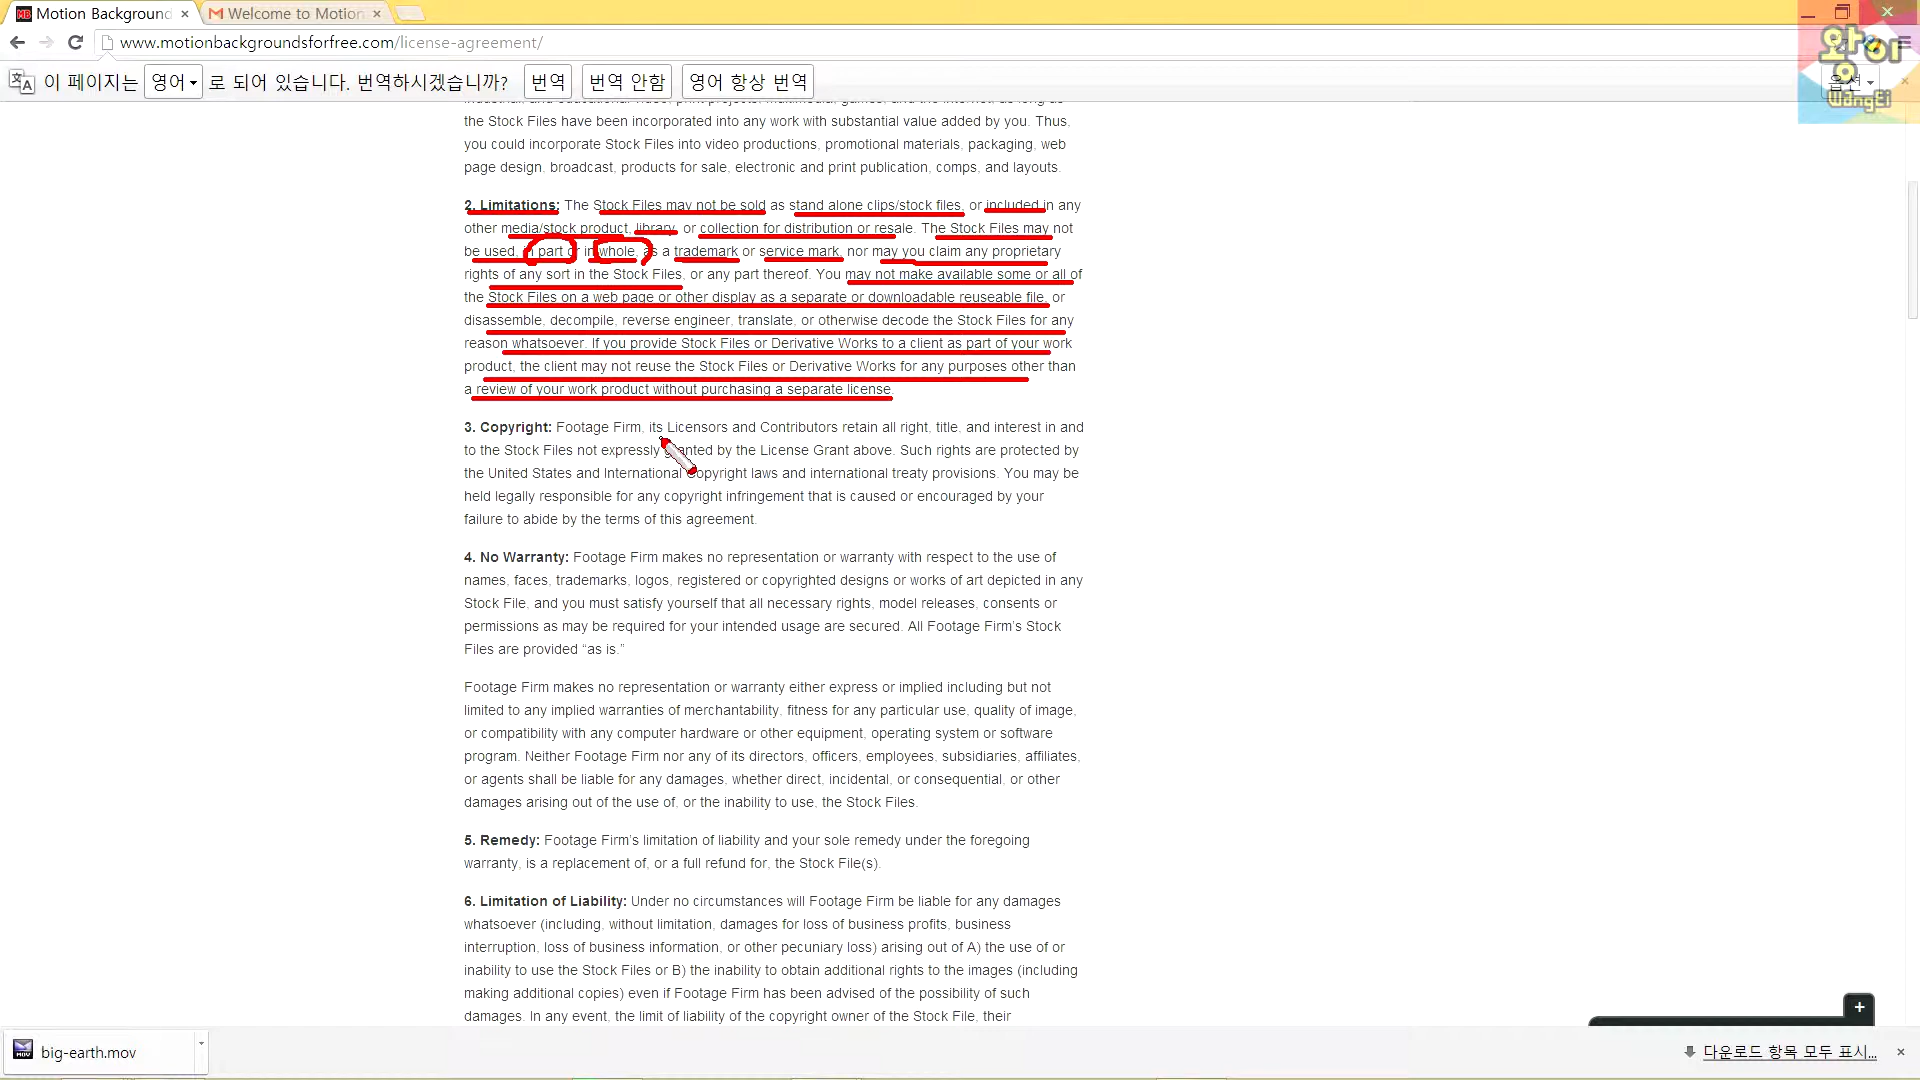 Motion Background
Welcome to Motion
www.motionbackgroundsforfree.com/license-agreement/
이 페이지는 영어 로 되어 있습니다. 번역하시겠습니까? 번역 번역 안함 영어 항상 번역 옵션
왕이
WangEi
the Stock Files have been incorporated into any work with substantial value added by you. Thus,
you could incorporate Stock Files into video productions, promotional materials, packaging, web
page design, broadcast, products for sale, electronic and print publication, comps, and layouts.
2. Limitations: The Stock Files may not be sold as stand alone clips/stock files, or included in any
other media/stock product, library, or collection for distribution or resale. The Stock Files may not
be used, in part or in whole, as a trademark or service mark, nor may you claim any proprietary
rights of any sort in the Stock Files, or any part thereof. You may not make available some or all of
the Stock Files on a web page or other display as a separate or downloadable reuseable file, or
disassemble, decompile, reverse engineer, translate, or otherwise decode the Stock Files for any
reason whatsoever. If you provide Stock Files or Derivative Works to a client as part of your work
product, the client may not reuse the Stock Files or Derivative Works for any purposes other than
a review of your work product without purchasing a separate license.
3. Copyright: Footage Firm, its Licensors and Contributors retain all right, title, and interest in and
to the Stock Files not expressly granted by the License Grant above. Such rights are protected by
the United States and International Copyright laws and international treaty provisions. You may be
held legally responsible for any copyright infringement that is caused or encouraged by your
failure to abide by the terms of this agreement.
4. No Warranty: Footage Firm makes no representation or warranty with respect to the use of
names, faces, trademarks, logos, registered or copyrighted designs or works of art depicted in any
Stock File, and you must satisfy yourself that all necessary rights, model releases, consents or
permissions as may be required for your intended usage are secured. All Footage Firm's Stock
Files are provided “as is.”
Footage Firm makes no representation or warranty either express or implied including but not
limited to any implied warranties of merchantability, fitness for any particular use, quality of image,
or compatibility with any computer hardware or other equipment, operating system or software
program. Neither Footage Firm nor any of its directors, officers, employees, subsidiaries, affiliates,
or agents shall be liable for any damages, whether direct, incidental, or consequential, or other
damages arising out of the use of, or the inability to use, the Stock Files.
5. Remedy: Footage Firm's limitation of liability and your sole remedy under the foregoing
warranty, is a replacement of, or a full refund for, the Stock File(s).
6. Limitation of Liability: Under no circumstances will Footage Firm be liable for any damages
whatsoever (including, without limitation, damages for loss of business profits, business
interruption, loss of business information, or other pecuniary loss) arising out of A) the use of or
inability to use the Stock Files or B) the inability to obtain additional rights to the images (including
making additional copies) even if Footage Firm has been advised of the possibility of such
damages. In any event, the limit of liability of the copyright owner of the Stock File, their
big-earth.mov
다운로드 항목 모두 표시...